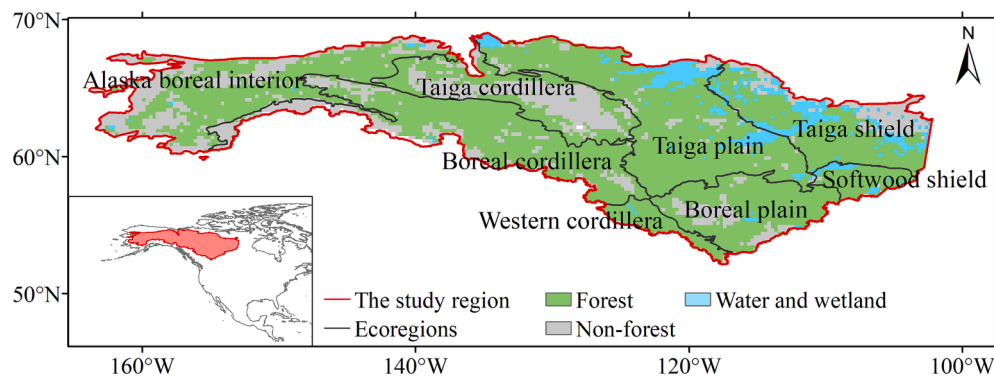 70°N
N
Alaska boreal interior
Taiga cordillera
Taiga shield
Taiga plain
60°N
Boreal cordillera
Softwood shield
Western cordillera
Boreal plain
50°N
The study region
Forest
Water and wetland
Ecoregions
Non-forest
160°W
140°W
120°W
100°W